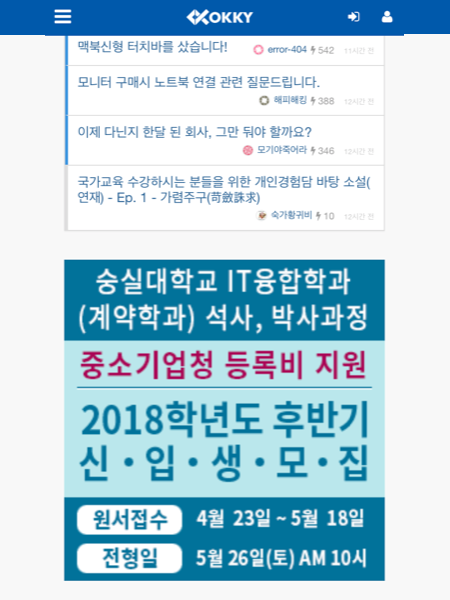 OKKY
맥북신형 터치바를 샀습니다!
error-404 542 11시간 전
모니터 구매시 노트북 연결 관련 질문드립니다.
해피해킹 388 12시간 전
이제 다닌지 한달 된 회사, 그만 둬야 할까요?
모기야죽어라 346 12시간 전
국가교육 수강하시는 분들을 위한 개인경험담 바탕 소설(
연재) - Ep. 1 - 가렴주구(苛斂誅求)
숙가황귀비 10 12시간 전
숭실대학교 IT융합학과
(계약학과) 석사, 박사과정
중소기업청 등록비 지원
2018학년도 후반기
신·입·생·모·집
원서접수 4월 23일 ~ 5월 18일
전형일 5월 26일(토) AM 10시